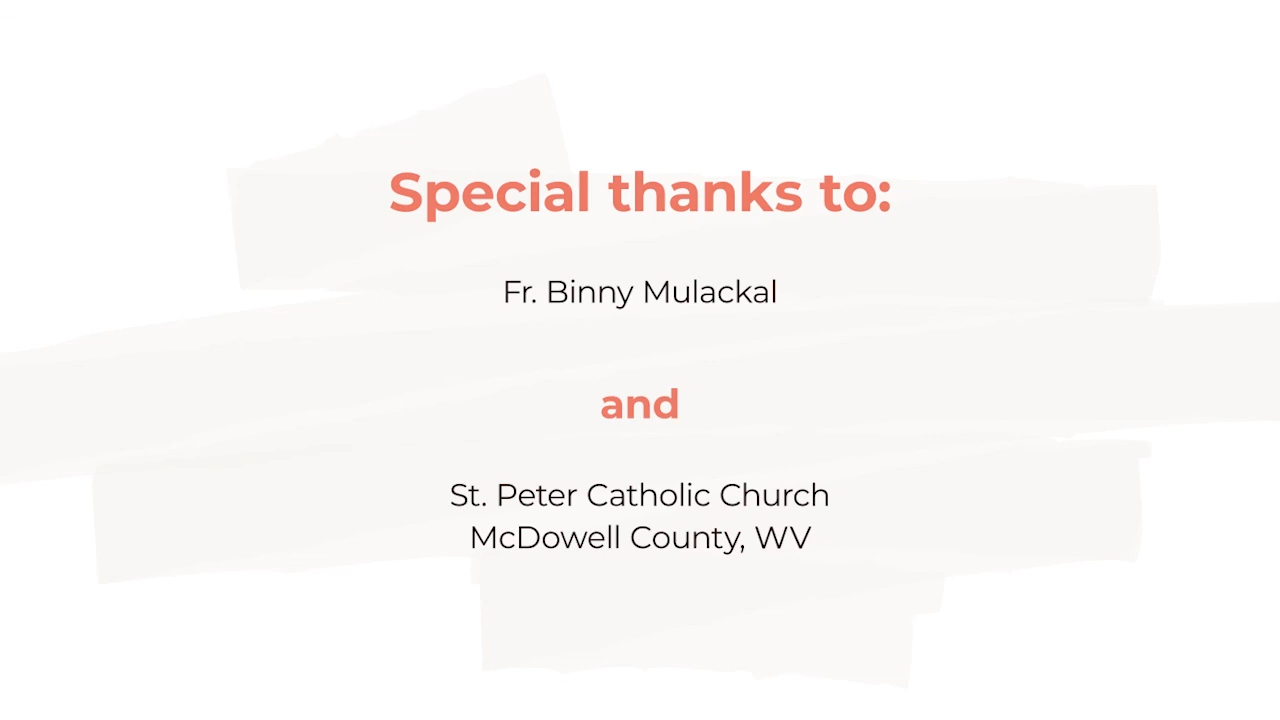 Special thanks to:
Fr. Binny Mulackal
and
St. Peter Catholic Church
McDowell County, WV